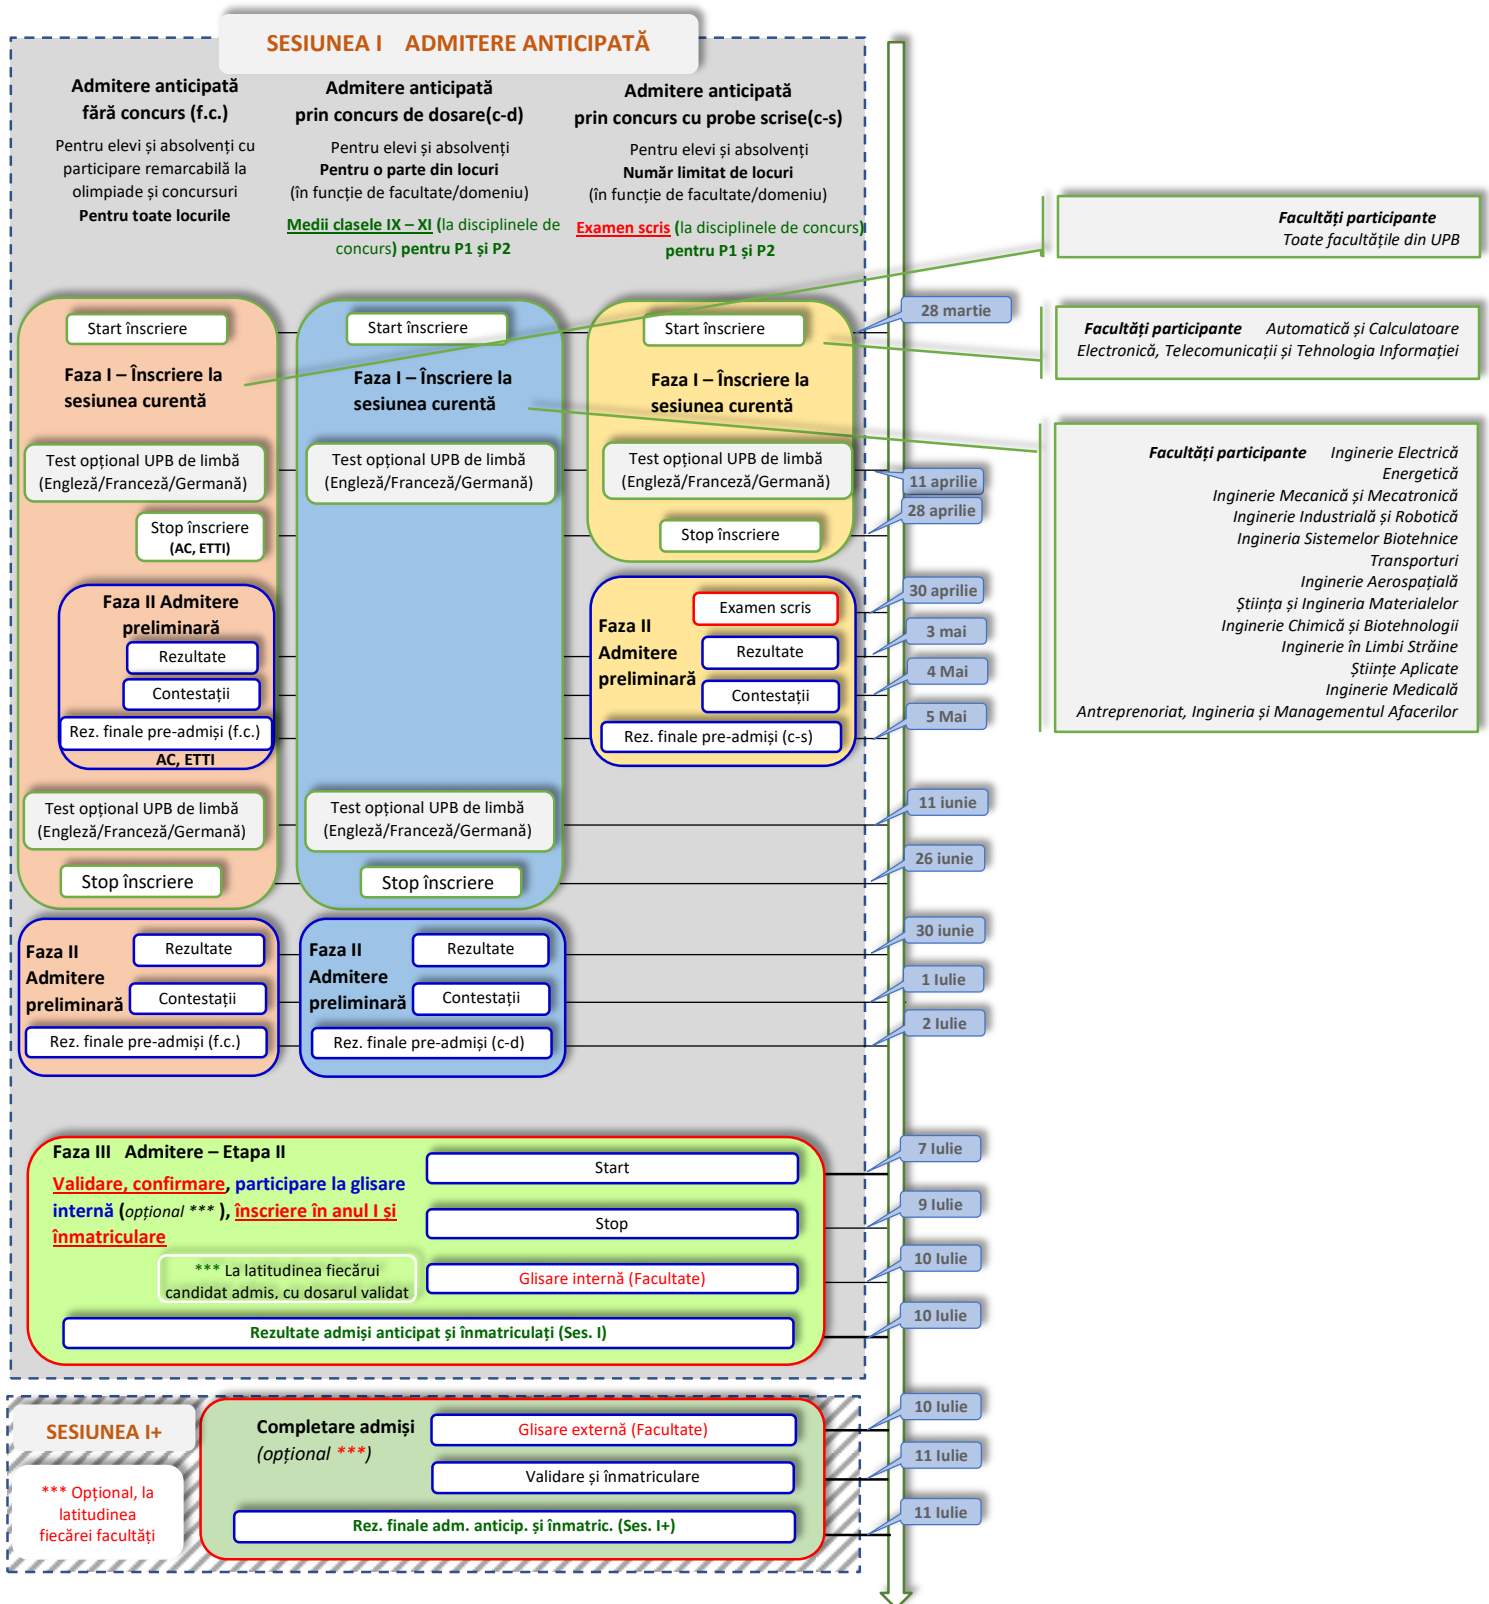 SESIUNEA I ADMITERE ANTICIPATĂ
Admitere anticipată
fără concurs (f.c.)
Pentru elevi și absolvenți cu
participare remarcabilă la
olimpiade și concursuri
Pentru toate locurile
Admitere anticipată
prin concurs de dosare(c-d)
Pentru elevi și absolvenți
Pentru o parte din locuri
(în funcție de facultate/domeniu)
Medii clasele IX – XI (la disciplinele de
concurs) pentru P1 și P2
Admitere anticipată
prin concurs cu probe scrise(c-s)
Pentru elevi și absolvenți
Număr limitat de locuri
(în funcție de facultate/domeniu)
Examen scris (la disciplinele de concurs)
pentru P1 și P2
Facultăți participante
Toate facultățile din UPB
Facultăți participante Automatică și Calculatoare
Electronică, Telecomunicații și Tehnologia Informației
Facultăți participante Inginerie Electrică
Energetică
Inginerie Mecanică și Mecatronică
Inginerie Industrială și Robotică
Ingineria Sistemelor Biotehnice
Transporturi
Inginerie Aerospațială
Știința și Ingineria Materialelor
Inginerie Chimică și Biotehnologii
Inginerie în Limbi Străine
Științe Aplicate
Inginerie Medicală
Antreprenoriat, Ingineria și Managementul Afacerilor
Start înscriere
Faza I – Înscriere la
sesiunea curentă
Test opțional UPB de limbă
(Engleză/Franceză/Germană)
Stop înscriere
(AC, ETTI)
Faza II Admitere
preliminară
Rezultate
Contestații
Rez. finale pre-admiși (f.c.)
AC, ETTI
Test opțional UPB de limbă
(Engleză/Franceză/Germană)
Stop înscriere
Faza II
Admitere
preliminară
Rezultate
Contestații
Rez. finale pre-admiși (f.c.)
Start înscriere
Faza I – Înscriere la
sesiunea curentă
Test opțional UPB de limbă
(Engleză/Franceză/Germană)
Test opțional UPB de limbă
(Engleză/Franceză/Germană)
Stop înscriere
Faza II
Admitere
preliminară
Rezultate
Contestații
Rez. finale pre-admiși (c-d)
Start înscriere
Faza I – Înscriere la
sesiunea curentă
Test opțional UPB de limbă
(Engleză/Franceză/Germană)
Stop înscriere
Faza II
Admitere
preliminară
Examen scris
Rezultate
Contestații
Rez. finale pre-admiși (c-s)
28 martie
11 aprilie
28 aprilie
30 aprilie
3 mai
4 Mai
5 Mai
11 iunie
26 iunie
30 iunie
1 Iulie
2 Iulie
Faza III Admitere – Etapa II
Validare, confirmare, participare la glisare
internă (opțional *** ), înscriere în anul I și
înmatriculare
*** La latitudinea fiecărui
candidat admis, cu dosarul validat
Start
Stop
Glisare internă (Facultate)
Rezultate admiși anticipat și înmatriculați (Ses. I)
7 Iulie
9 Iulie
10 Iulie
10 Iulie
SESIUNEA I+
*** Opțional, la
latitudinea
fiecărei facultăți
Completare admiși
(opțional ***)
Glisare externă (Facultate)
Validare și înmatriculare
Rez. finale adm. anticip. și înmatric. (Ses. I+)
10 Iulie
11 Iulie
11 Iulie